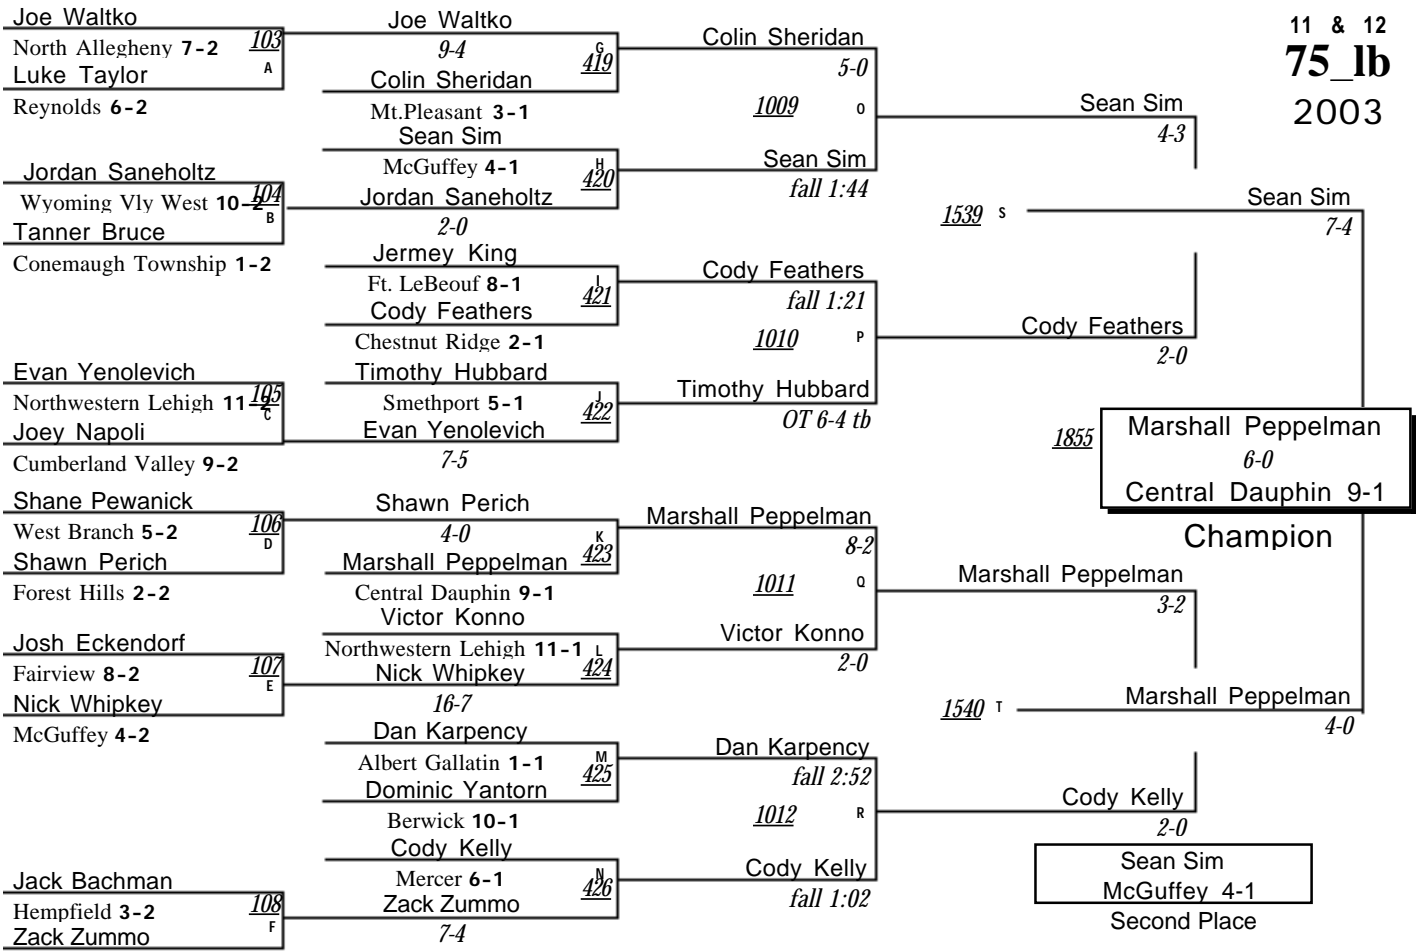 11 & 12
75_lb
2003
Joe Waltko
North Allegheny 7-2
103
A
Luke Taylor
Reynolds 6-2
Jordan Saneholtz
Wyoming Vly West 10-2
104
B
Tanner Bruce
Conemaugh Township 1-2
Evan Yenolevich
Northwestern Lehigh 11-2
105
C
Joey Napoli
Cumberland Valley 9-2
Shane Pewanick
West Branch 5-2
106
D
Shawn Perich
Forest Hills 2-2
Josh Eckendorf
Fairview 8-2
107
E
Nick Whipkey
McGuffey 4-2
Jack Bachman
Hempfield 3-2
108
F
Zack Zummo
Joe Waltko
9-4
G
419
Colin Sheridan
Mt.Pleasant 3-1
Sean Sim
McGuffey 4-1
H
420
Jordan Saneholtz
2-0
Jermey King
Ft. LeBeouf 8-1
I
421
Cody Feathers
Chestnut Ridge 2-1
Timothy Hubbard
Smethport 5-1
J
422
Evan Yenolevich
7-5
Shawn Perich
4-0
K
423
Marshall Peppelman
Central Dauphin 9-1
Victor Konno
Northwestern Lehigh 11-1
L
424
Nick Whipkey
16-7
Dan Karpency
Albert Gallatin 1-1
M
425
Dominic Yantorn
Berwick 10-1
Cody Kelly
Mercer 6-1
N
426
Zack Zummo
7-4
Colin Sheridan
5-0
1009 O
Sean Sim
fall 1:44
Cody Feathers
fall 1:21
1010 P
Timothy Hubbard
OT 6-4 tb
Marshall Peppelman
8-2
1011 Q
Victor Konno
2-0
Dan Karpency
fall 2:52
1012 R
Cody Kelly
fall 1:02
Sean Sim
4-3
1539 S
Cody Feathers
2-0
Marshall Peppelman
3-2
1540 T
Cody Kelly
2-0
Sean Sim
7-4
1855
Marshall Peppelman
6-0
Central Dauphin 9-1
Champion
Marshall Peppelman
4-0
Sean Sim
McGuffey 4-1
Second Place